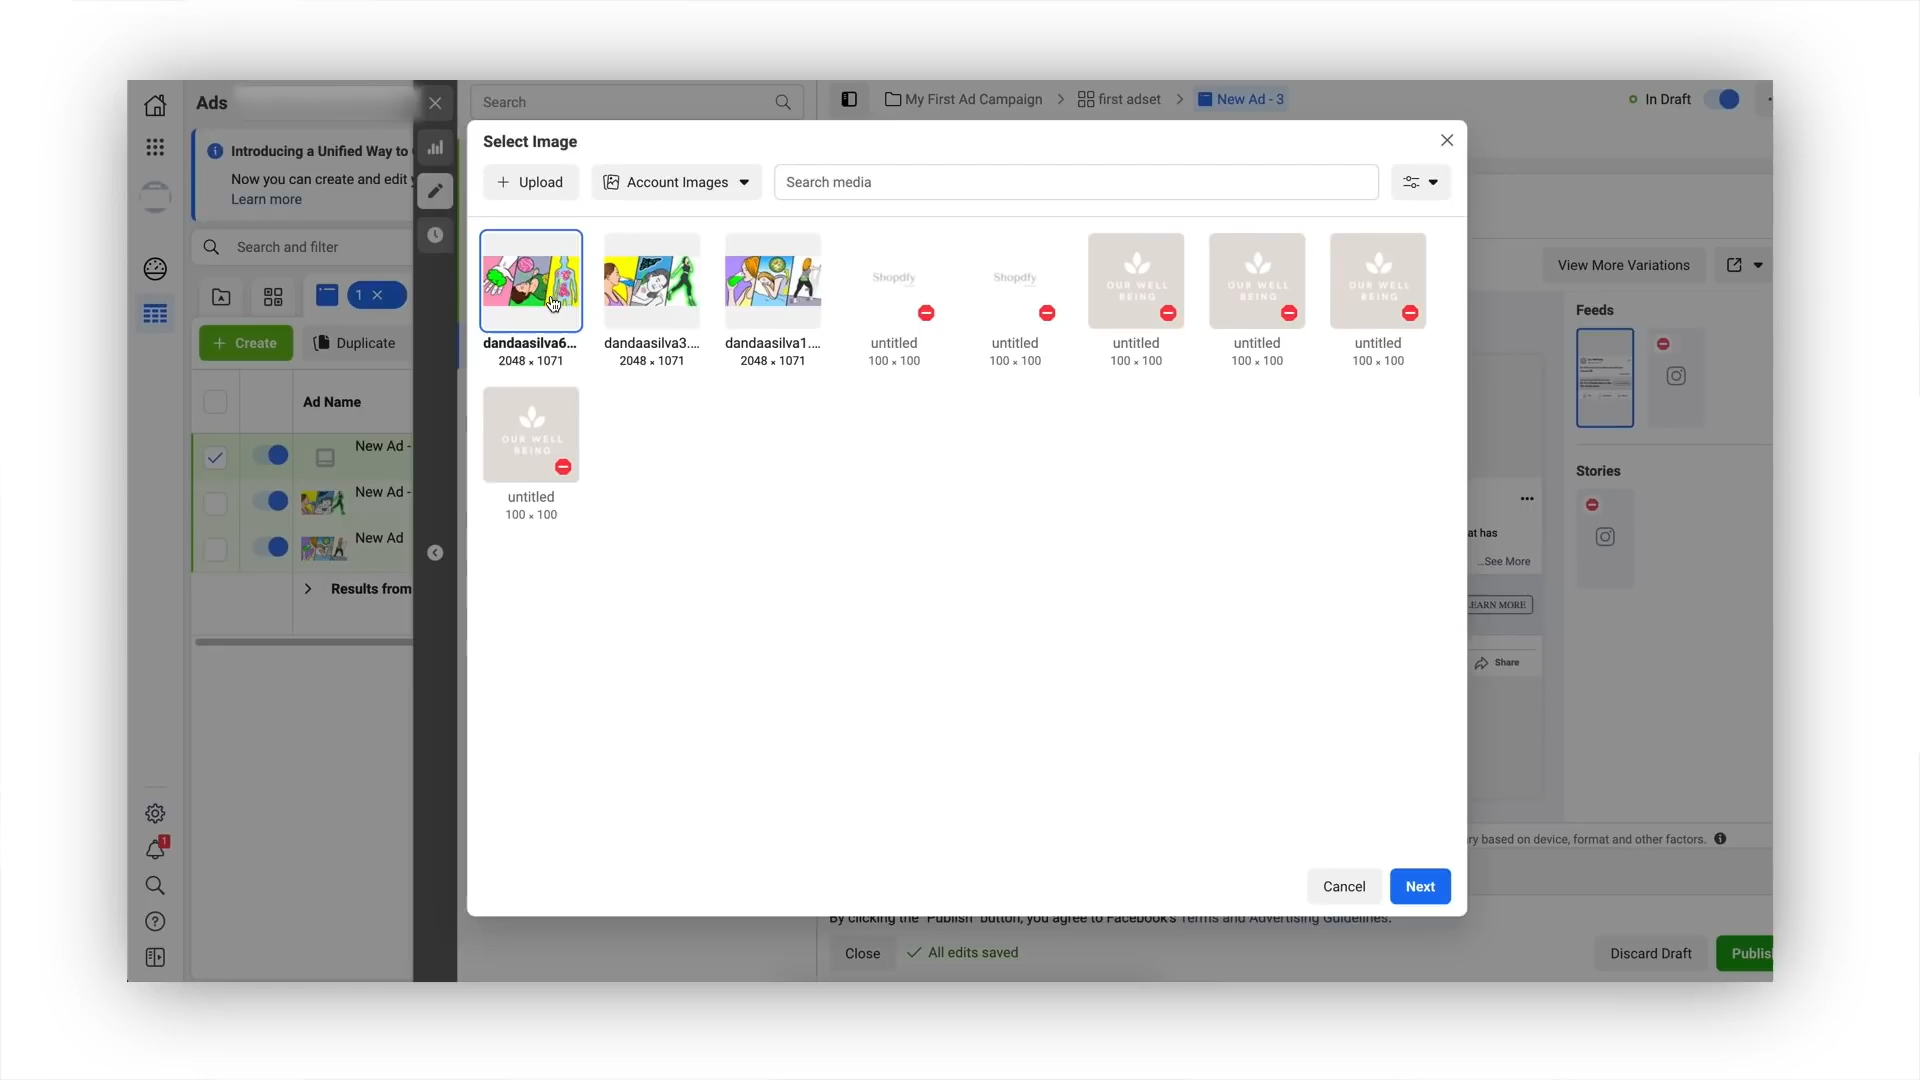 Ads
Introducing a Unified Way to
Now you can create and edit
Learn more
Search and filter
1
Create
Duplicate
Ad Name
New Ad -
New Ad -
New Ad
Results from
1
Search
My First Ad Campaign
first adset
New Ad - 3
In Draft
Select Image
Upload
Account Images
Search media
dandaasilva6...
2048 × 1071
dandaasilva3....
2048 × 1071
dandaasilva1....
2048 × 1071
Shopdfy
untitled
100 × 100
Shopdfy
untitled
100 × 100
OUR WELL
BEING
untitled
100 × 100
OUR WELL
BEING
untitled
100 × 100
OUR WELL
BEING
untitled
100 × 100
OUR WELL
BEING
untitled
100 × 100
Cancel
Next
View More Variations
Feeds
Stories
at has
...See More
LEARN MORE
Share
ry based on device, format and other factors.
By clicking the "Publish" button, you agree to Facebook's Terms and Advertising Guidelines.
Close
All edits saved
Discard Draft
Publis